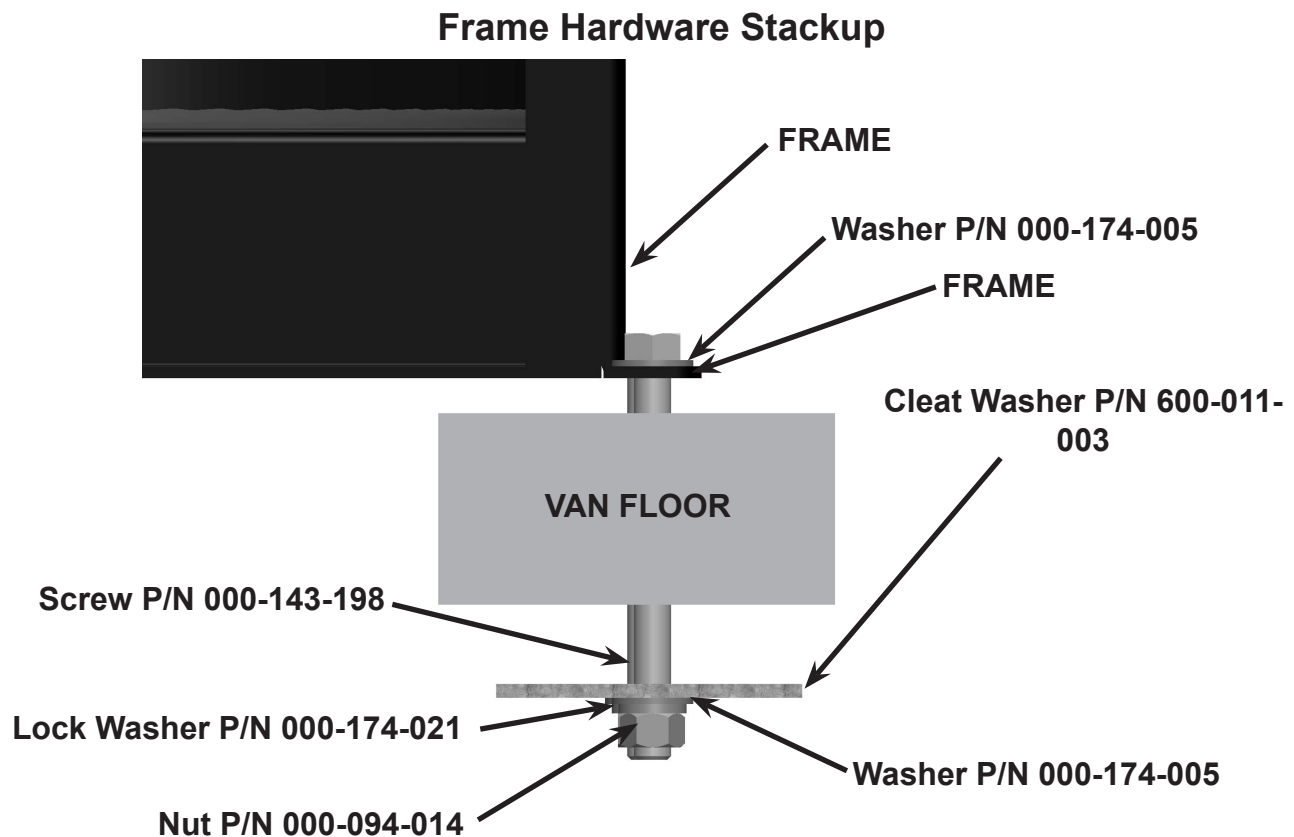 Frame Hardware Stackup
FRAME
Washer P/N 000-174-005
FRAME
Cleat Washer P/N 600-011-
003
VAN FLOOR
Screw P/N 000-143-198
Lock Washer P/N 000-174-021
Washer P/N 000-174-005
Nut P/N 000-094-014